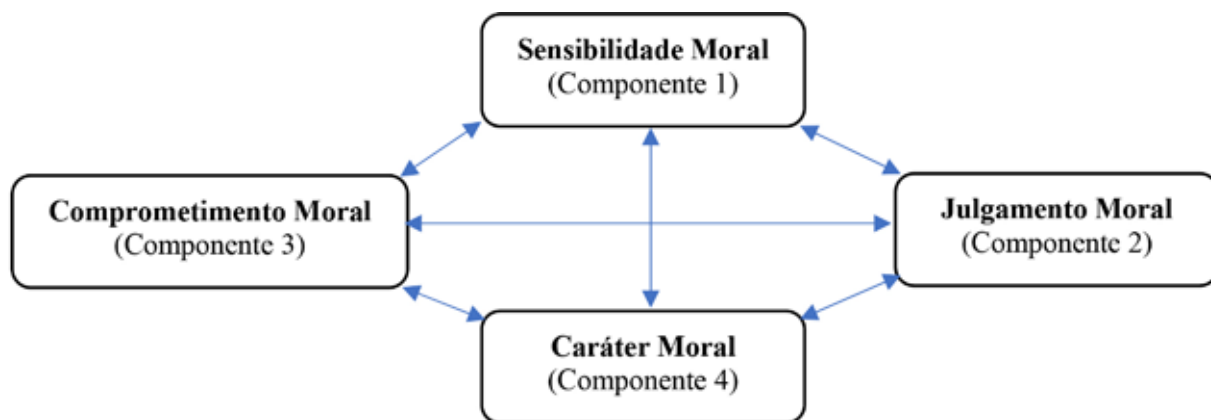 Sensibilidade Moral
(Componente 1)
Comprometimento Moral
(Componente 3)
Julgamento Moral
(Componente 2)
Caráter Moral
(Componente 4)